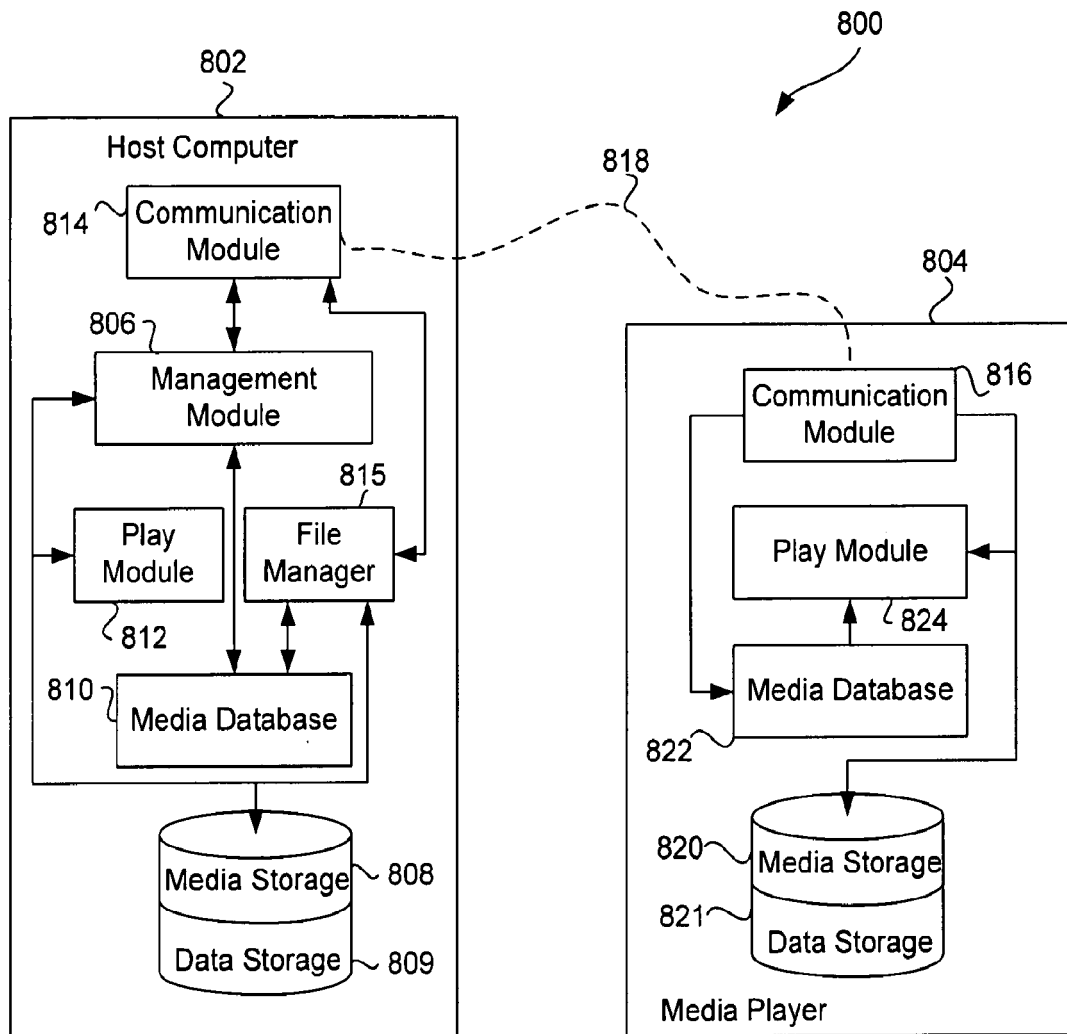 800
802
Host Computer
818
814
Communication
Module
804
806
Management
Module
816
Communication
Module
815
Play
Module
File
Manager
Play Module
812
824
810
Media Database
Media Database
822
Media Storage
808
820
Media Storage
821
Data Storage
809
Data Storage
Media Player